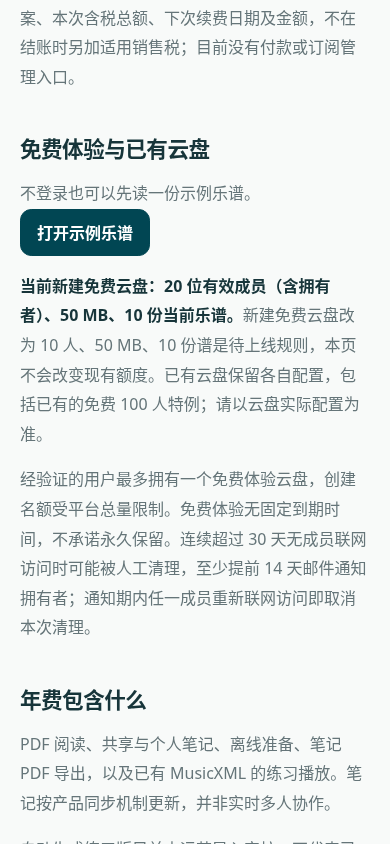 案、本次含税总额、下次续费日期及金额，不在
结账时另加适用销售税；目前没有付款或订阅管
理入口。
免费体验与已有云盘
不登录也可以先读一份示例乐谱。
打开示例乐谱
当前新建免费云盘：20 位有效成员（含拥有
者）、50 MB、10 份当前乐谱。新建免费云盘改
为 10 人、50 MB、10 份谱是待上线规则，本页
不会改变现有额度。已有云盘保留各自配置，包
括已有的免费 100 人特例；请以云盘实际配置为
准。
经验证的用户最多拥有一个免费体验云盘，创建
名额受平台总量限制。免费体验无固定到期时
间，不承诺永久保留。连续超过 30 天无成员联网
访问时可能被人工清理，至少提前 14 天邮件通知
拥有者；通知期内任一成员重新联网访问即取消
本次清理。
年费包含什么
PDF 阅读、共享与个人笔记、离线准备、笔记
PDF 导出，以及已有 MusicXML 的练习播放。笔
记按产品同步机制更新，并非实时多人协作。